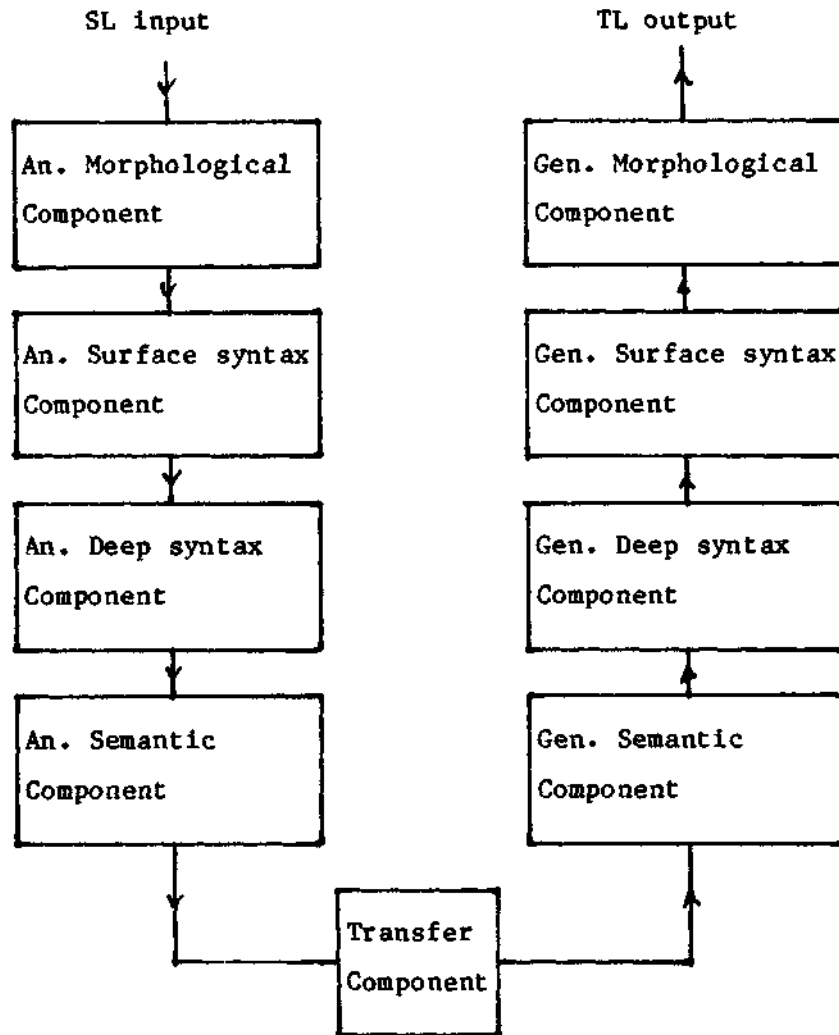 SL input
TL output
An. Morphological
Component
Gen. Morphological
Component
An. Surface syntax
Component
Gen. Surface syntax
Component
An. Deep syntax
Component
Gen. Deep syntax
Component
An. Semantic
Component
Gen. Semantic
Component
Transfer
Component